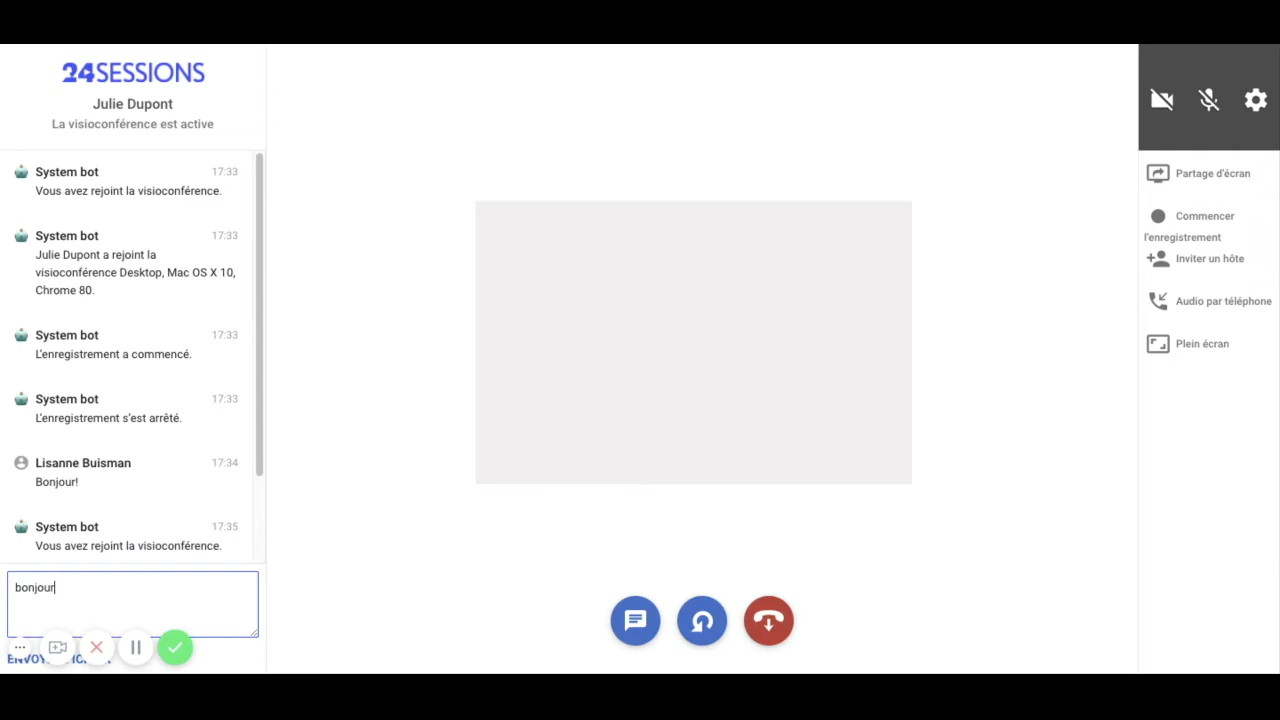 24SESSIONS
Julie Dupont
La visioconférence est active
System bot 17:33
Vous avez rejoint la visioconférence.
System bot 17:33
Julie Dupont a rejoint la
visioconférence Desktop, Mac OS X 10,
Chrome 80.
System bot 17:33
L'enregistrement a commencé.
System bot 17:33
L'enregistrement s'est arrêté.
Lisanne Buisman 17:34
Bonjour!
System bot 17:35
Vous avez rejoint la visioconférence.
bonjour
Partage d'écran
Commencer
l'enregistrement
Inviter un hôte
Audio par téléphone
Plein écran